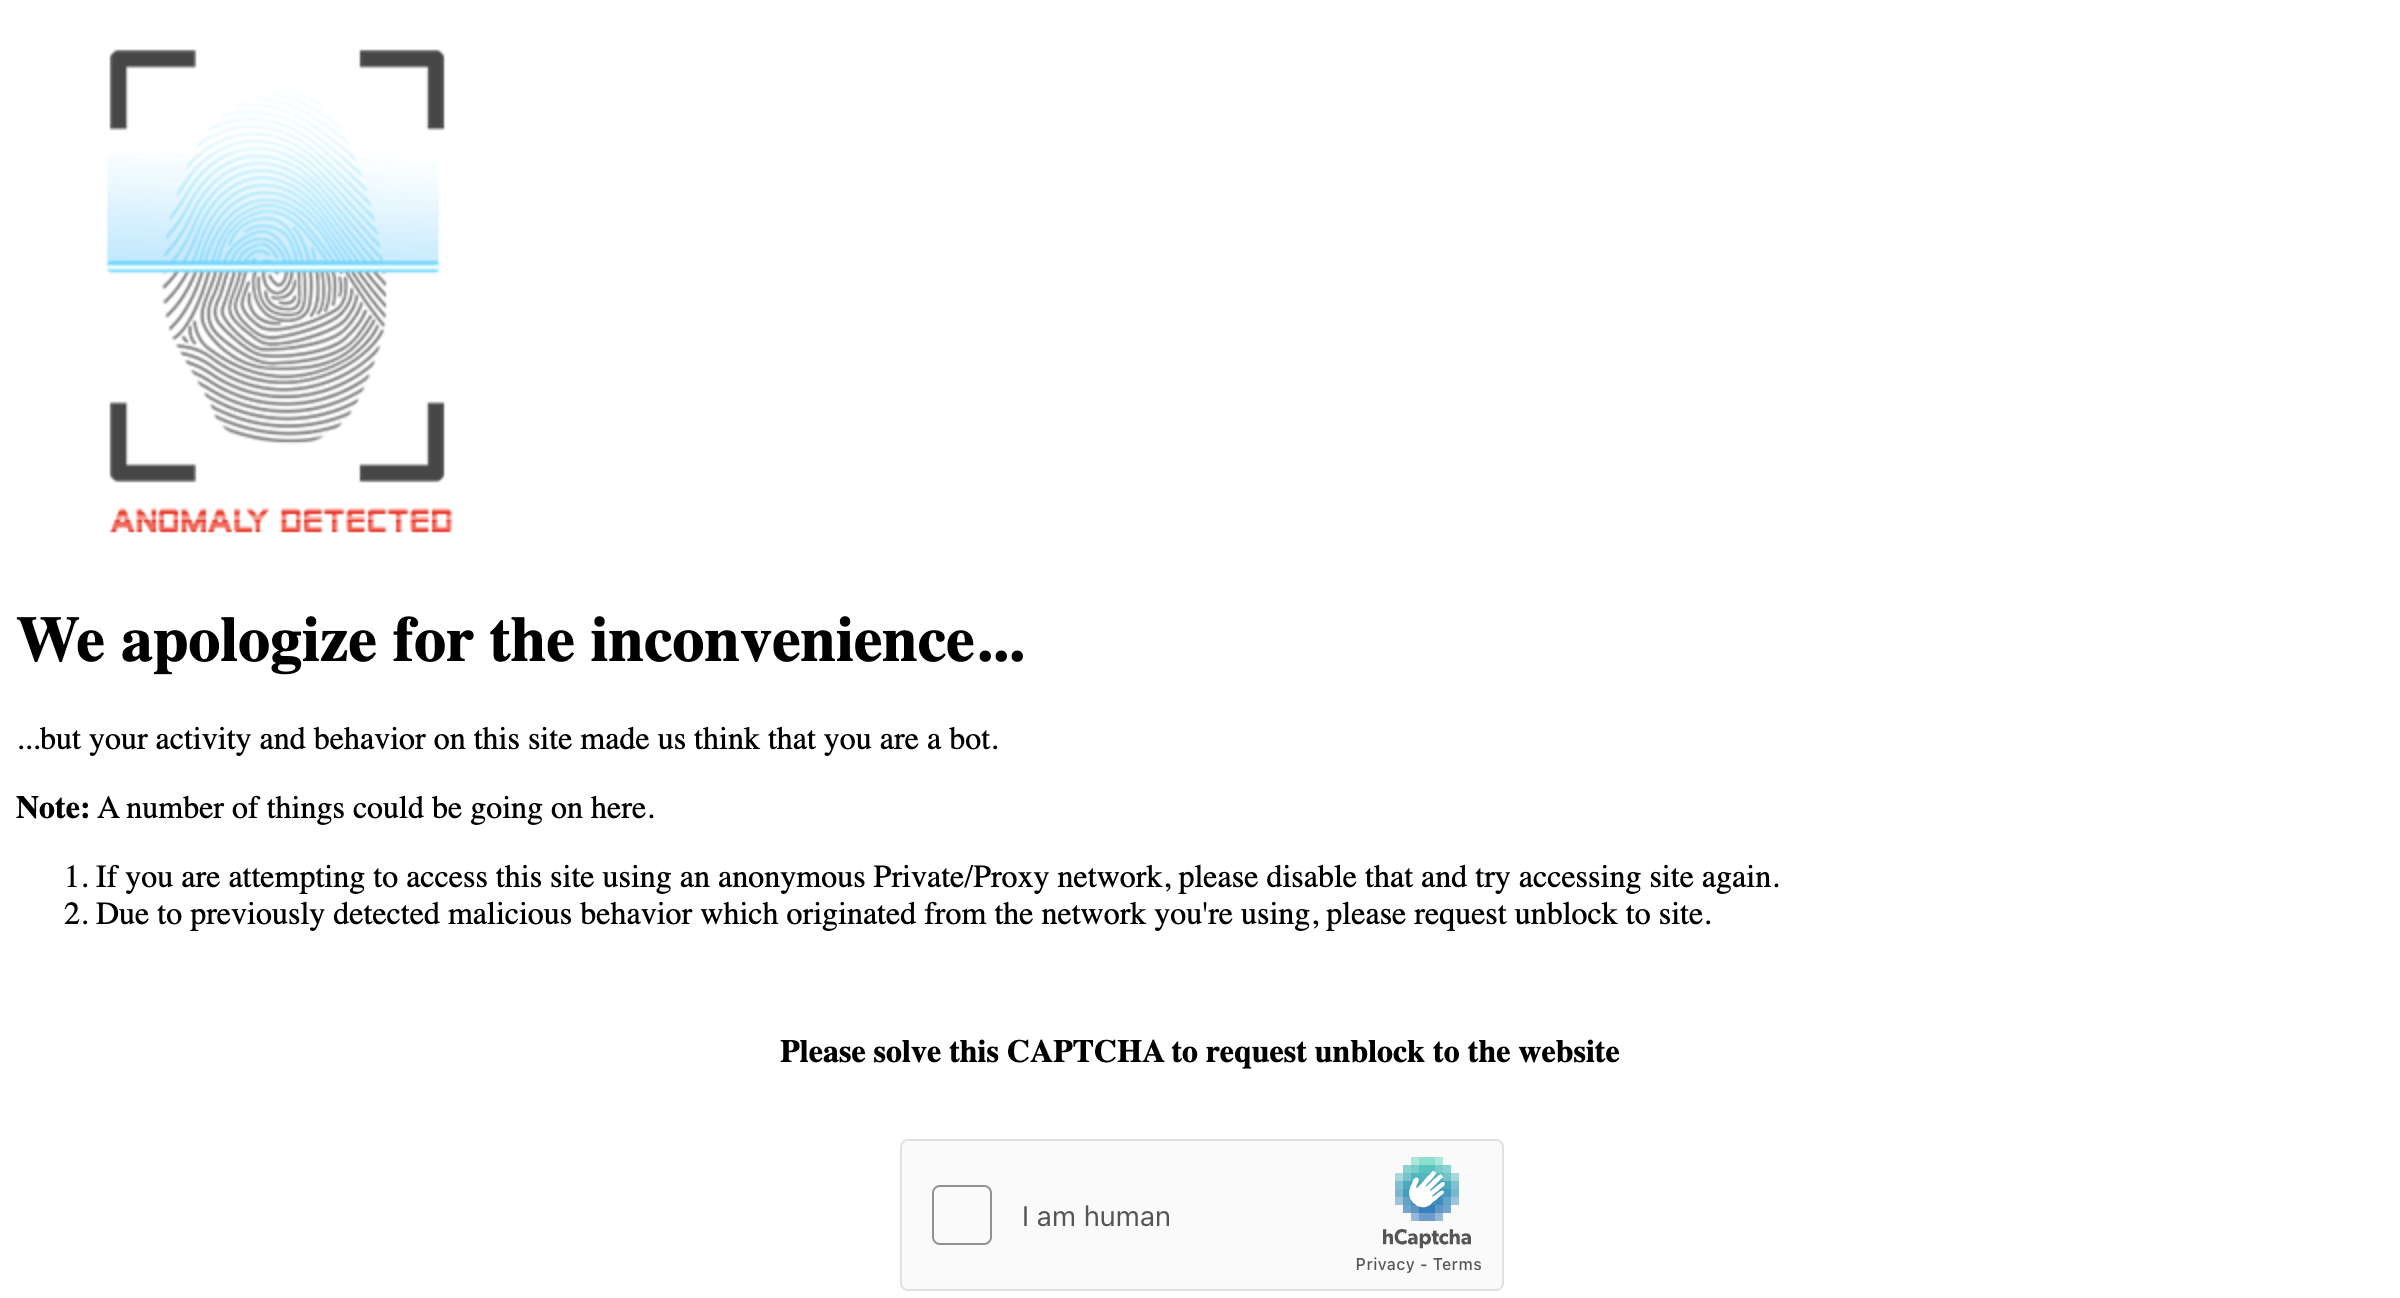 ANOMALY DETECTED
We apologize for the inconvenience...
...but your activity and behavior on this site made us think that you are a bot.
Note: A number of things could be going on here.
1. If you are attempting to access this site using an anonymous Private/Proxy network, please disable that and try accessing site again.
2. Due to previously detected malicious behavior which originated from the network you're using, please request unblock to site.
Please solve this CAPTCHA to request unblock to the website
I am human
hCaptcha
Privacy - Terms